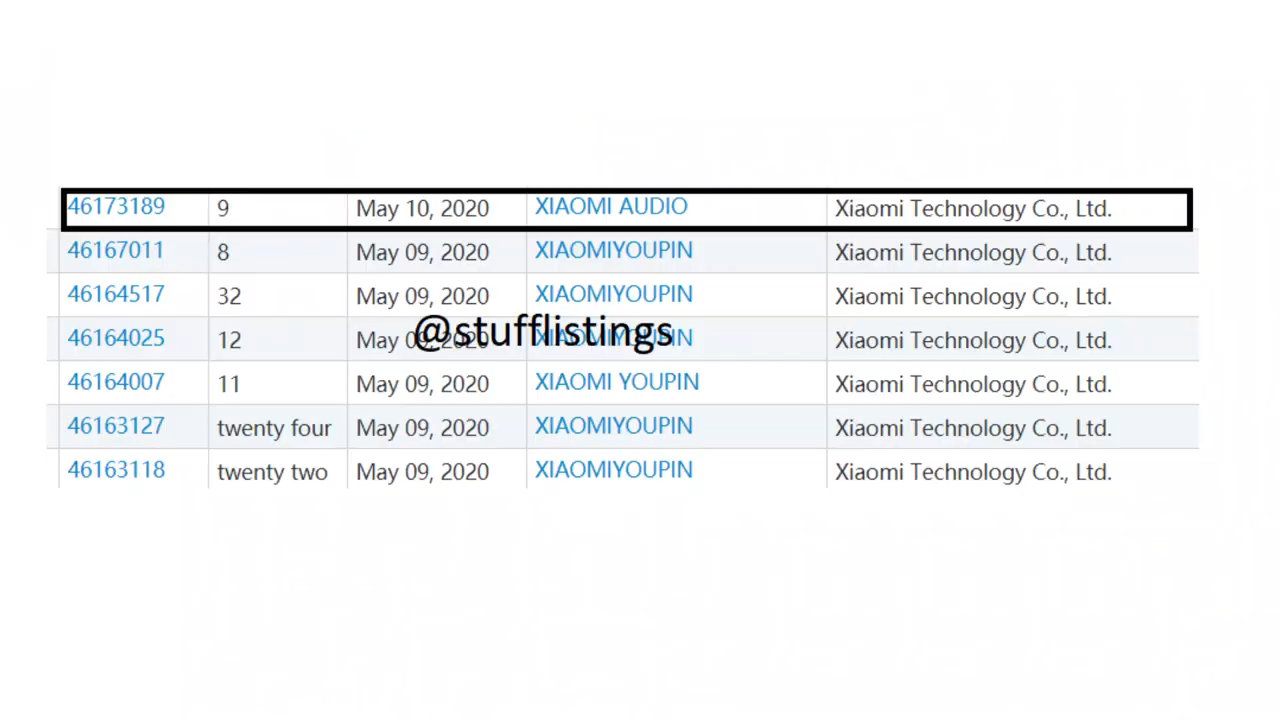 46173189 9 May 10, 2020 XIAOMI AUDIO Xiaomi Technology Co., Ltd.
46167011 8 May 09, 2020 XIAOMIYOUPIN Xiaomi Technology Co., Ltd.
46164517 32 May 09, 2020 XIAOMIYOUPIN Xiaomi Technology Co., Ltd.
@stufflistings
46164025 12 May 09, 2020 XIAOMIYOUPIN Xiaomi Technology Co., Ltd.
46164007 11 May 09, 2020 XIAOMI YOUPIN Xiaomi Technology Co., Ltd.
46163127 twenty four May 09, 2020 XIAOMIYOUPIN Xiaomi Technology Co., Ltd.
46163118 twenty two May 09, 2020 XIAOMIYOUPIN Xiaomi Technology Co., Ltd.